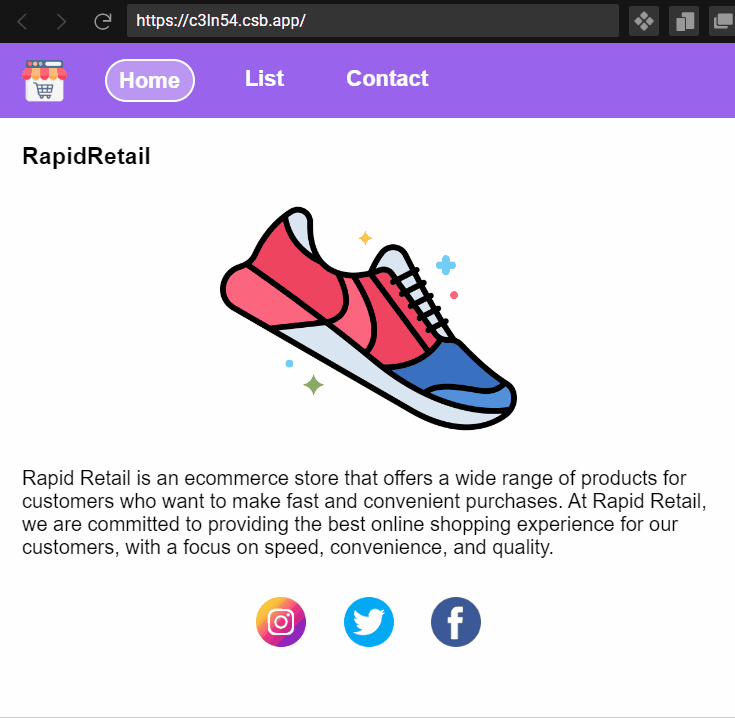 https://c3ln54.csb.app/
Home List Contact
RapidRetail
Rapid Retail is an ecommerce store that offers a wide range of products for
customers who want to make fast and convenient purchases. At Rapid Retail,
we are committed to providing the best online shopping experience for our
customers, with a focus on speed, convenience, and quality.